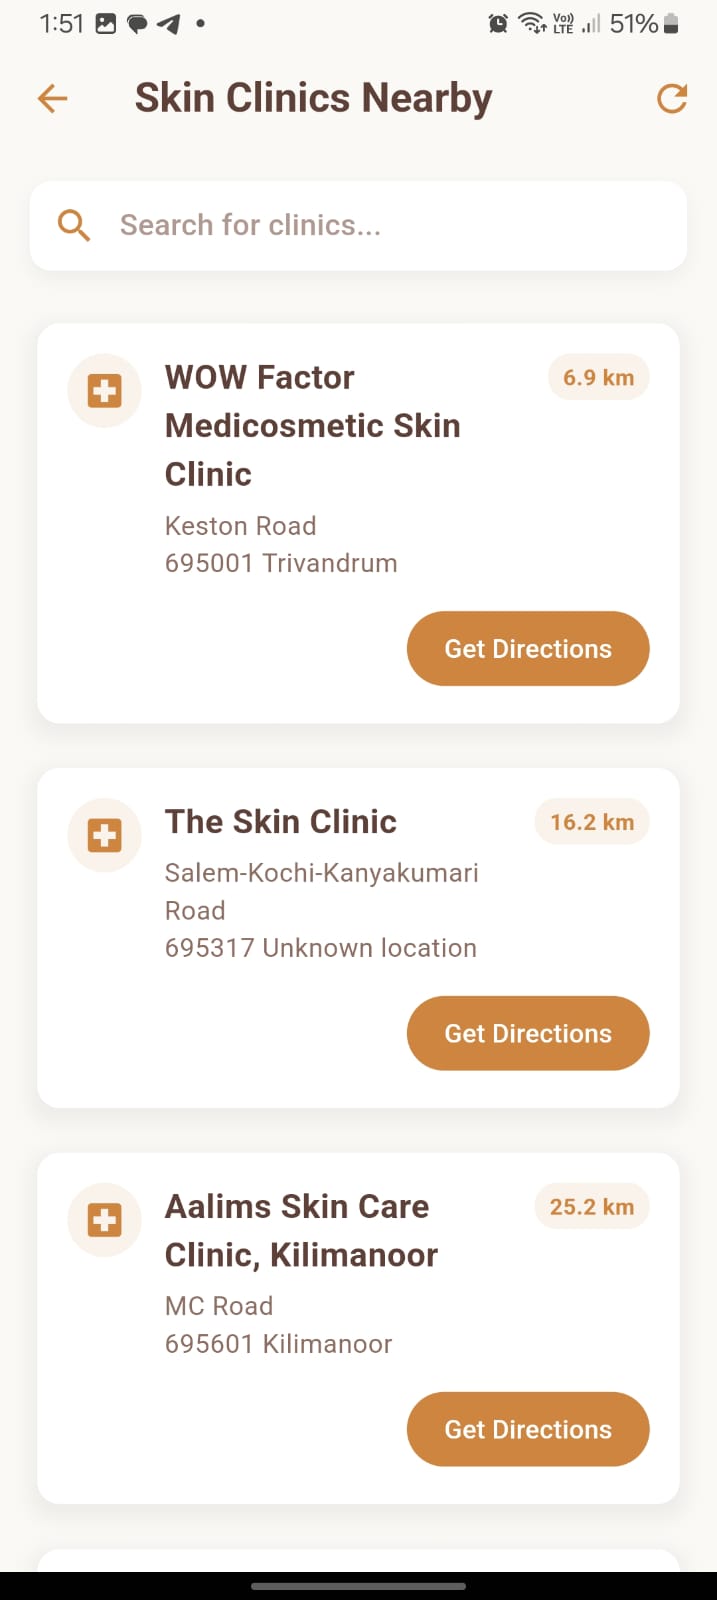 1:51
Vo))
LTE
51%
Skin Clinics Nearby
Search for clinics...
WOW Factor
Medicosmetic Skin
Clinic
6.9 km
Keston Road
695001 Trivandrum
Get Directions
The Skin Clinic
16.2 km
Salem-Kochi-Kanyakumari
Road
695317 Unknown location
Get Directions
Aalims Skin Care
Clinic, Kilimanoor
25.2 km
MC Road
695601 Kilimanoor
Get Directions